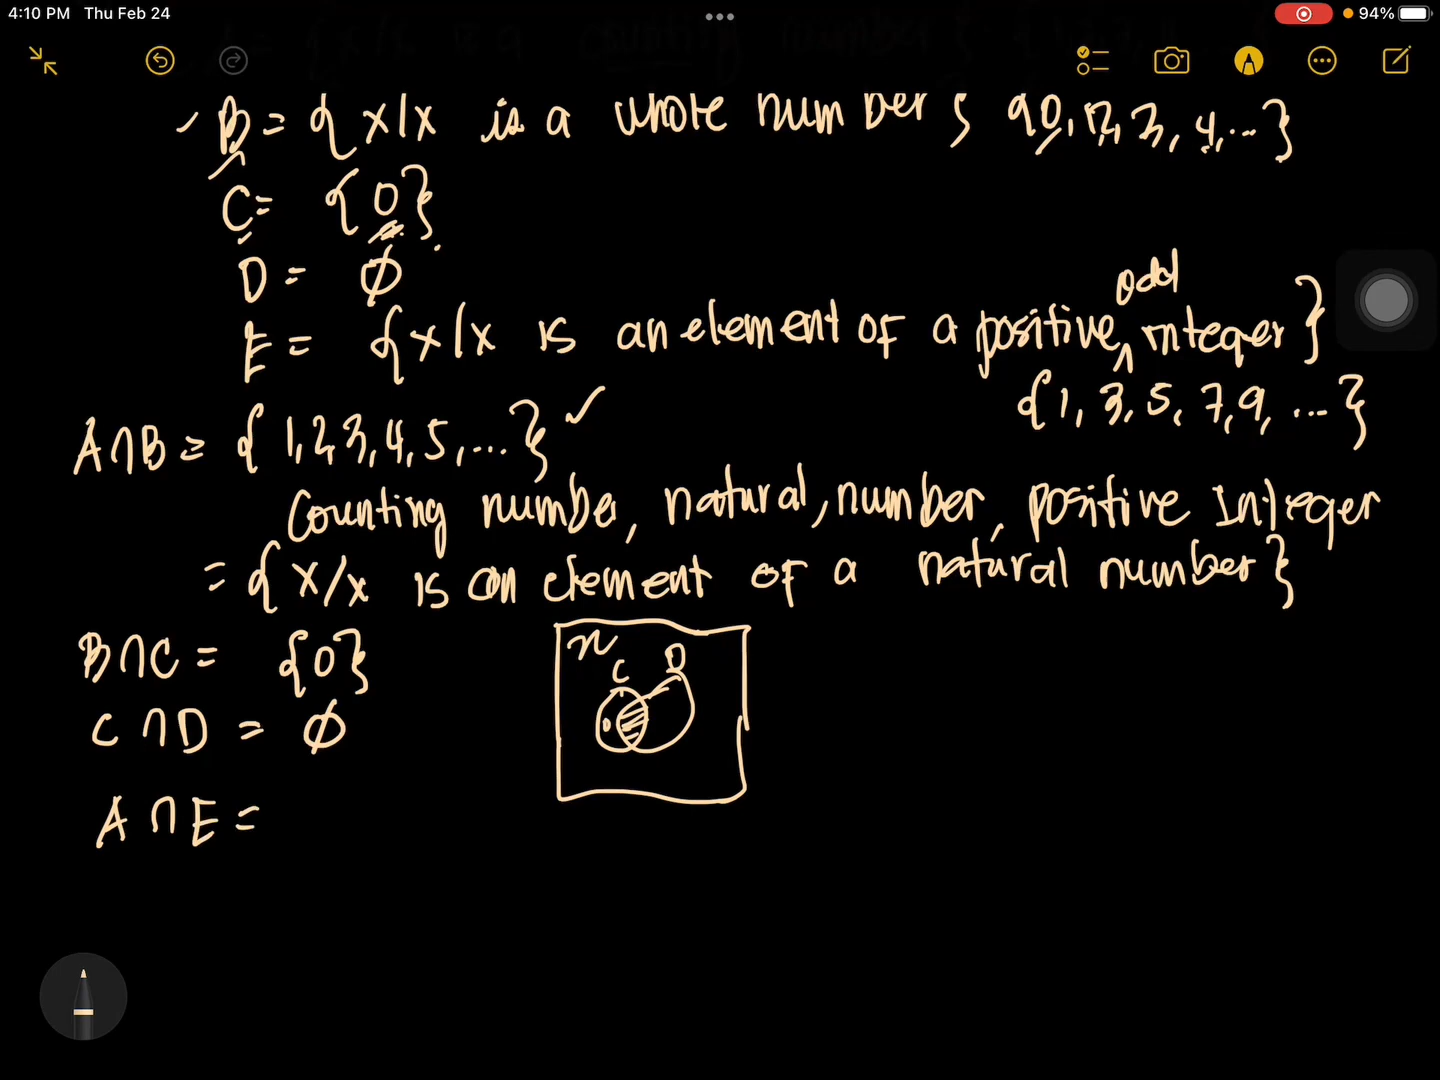 4:10 PM Thu Feb 24 94%
B = {x/x is a whole number} {0, 1, 2, 3, 4, ...}
C = {0}
D = ∅
odd
E = {x/x is an element of a positive ^ integer}
{1, 3, 5, 7, 9, ...}
A∩B = {1, 2, 3, 4, 5, ...} ✓
Counting number, natural, number, positive Integer
= {x/x is an element of a natural number}
B∩C = {0}
C D
0
C∩D = ∅
A∩E =